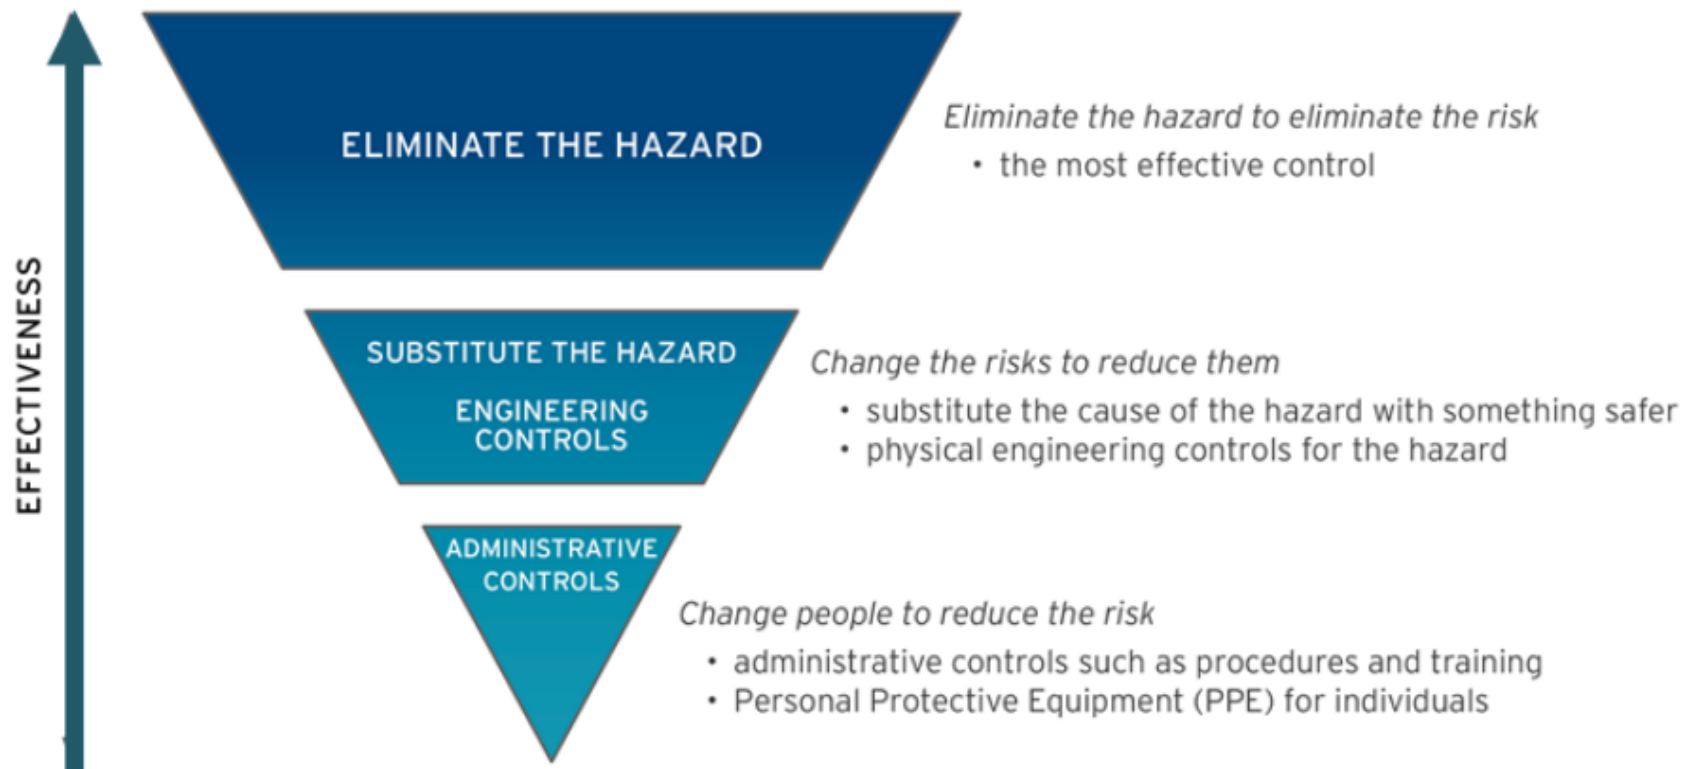 EFFECTIVENESS
ELIMINATE THE HAZARD
Eliminate the hazard to eliminate the risk
• the most effective control
SUBSTITUTE THE HAZARD
ENGINEERING
CONTROLS
Change the risks to reduce them
• substitute the cause of the hazard with something safer
• physical engineering controls for the hazard
ADMINISTRATIVE
CONTROLS
Change people to reduce the risk
• administrative controls such as procedures and training
• Personal Protective Equipment (PPE) for individuals